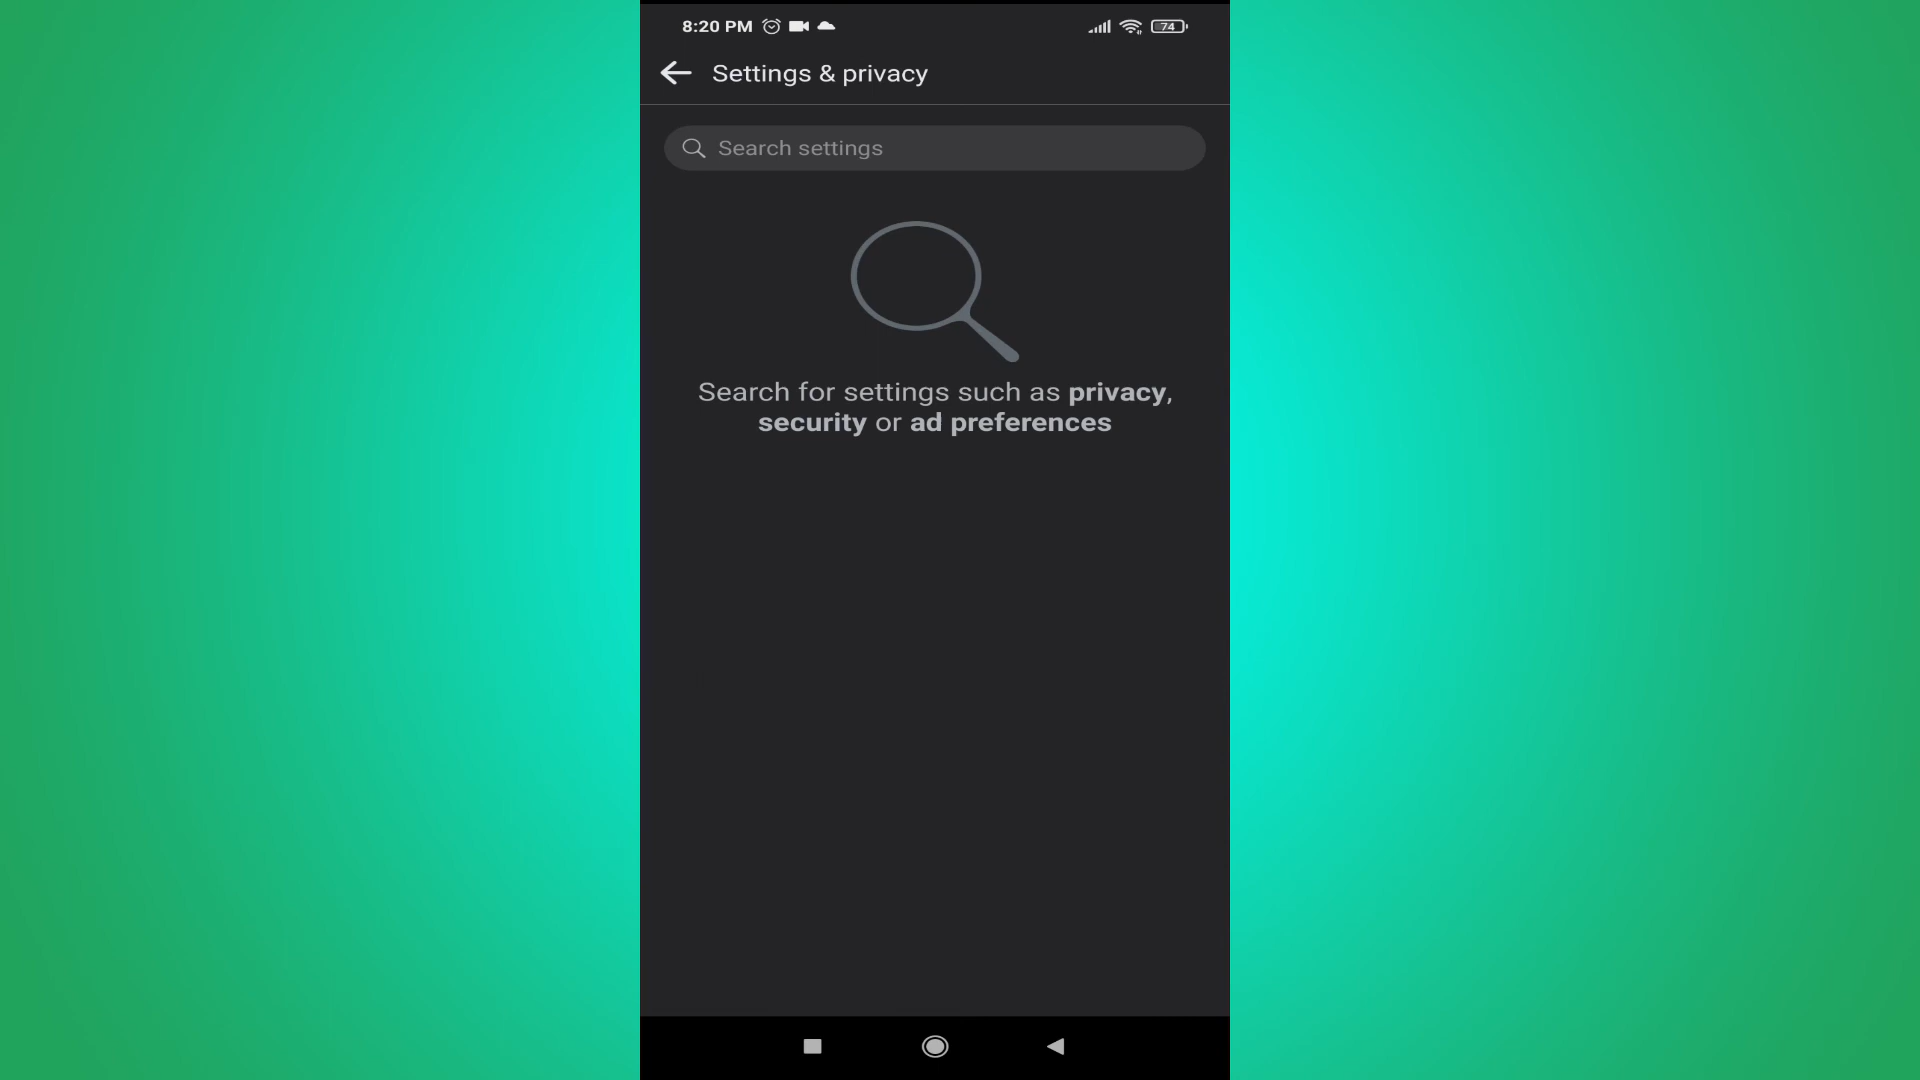 8:20 PM
74
Settings & privacy
Search settings
Search for settings such as privacy,
security or ad preferences